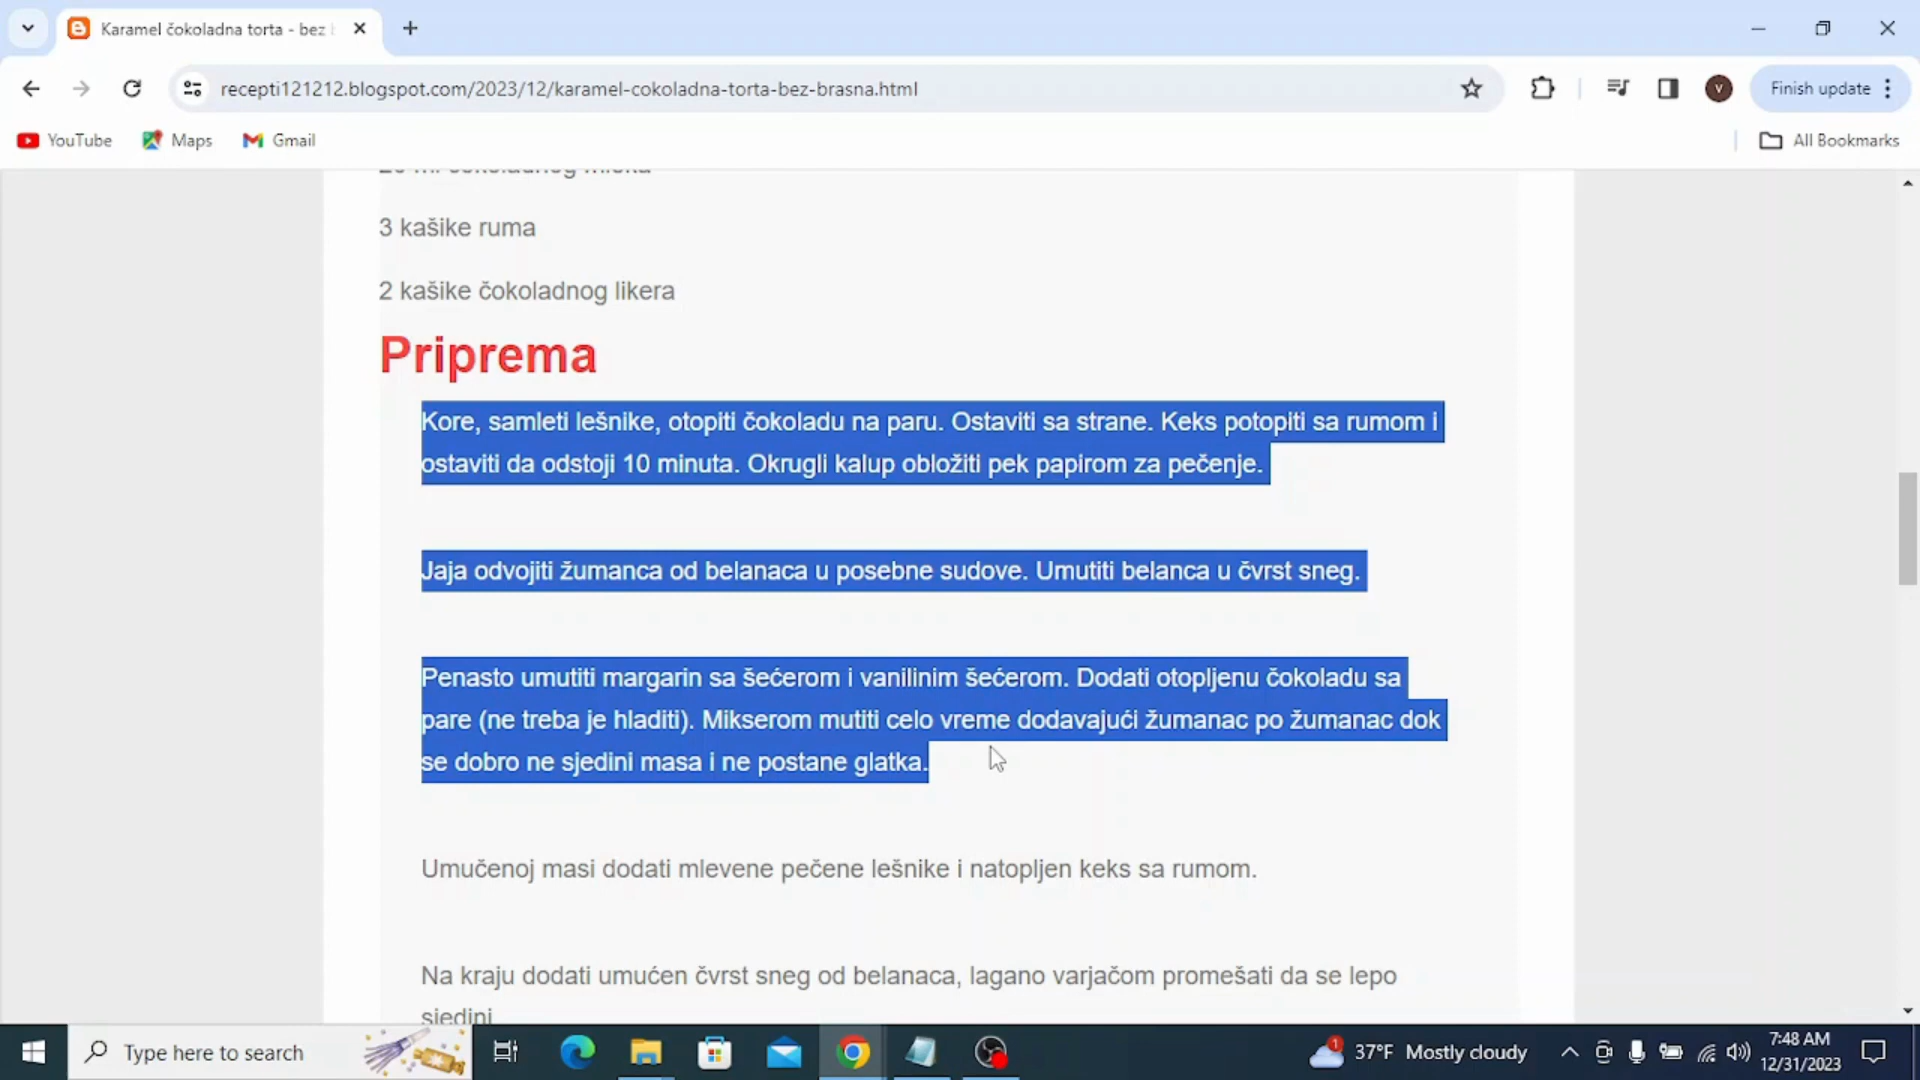 Karamel čokoladna torta - bez
recepti121212.blogspot.com/2023/12/karamel-cokoladna-torta-bez-brasna.html
V
Finish update
YouTube
Maps
Gmail
All Bookmarks
3 kašike ruma
2 kašike čokoladnog likera
Priprema
Kore, samleti lešnike, otopiti čokoladu na paru. Ostaviti sa strane. Keks potopiti sa rumom i
ostaviti da odstoji 10 minuta. Okrugli kalup obložiti pek papirom za pečenje.
Jaja odvojiti žumanca od belanaca u posebne sudove. Umutiti belanca u čvrst sneg.
Penasto umutiti margarin sa šećerom i vanilinim šećerom. Dodati otopljenu čokoladu sa
pare (ne treba je hladiti). Mikserom mutiti celo vreme dodavajući žumanac po žumanac dok
se dobro ne sjedini masa i ne postane glatka.
Umučenoj masi dodati mlevene pečene lešnike i natopljen keks sa rumom.
Na kraju dodati umućen čvrst sneg od belanaca, lagano varjačom promešati da se lepo
sjedini
Type here to search
1
37°F Mostly cloudy
7:48 AM
12/31/2023